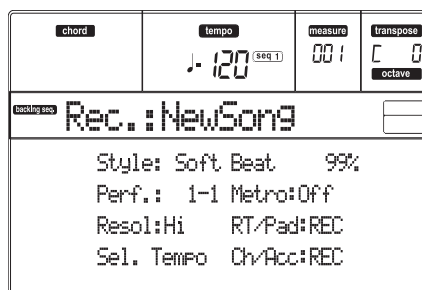 chord tempo measure transpose
♩- 120 seq 1 001 C 0
octave
backing seq. Rec.:NewSong
Style: Soft Beat 99%
Perf.: 1-1 Metro:Off
Resol:Hi RT/Pad:REC
Sel. Tempo Ch/Acc:REC